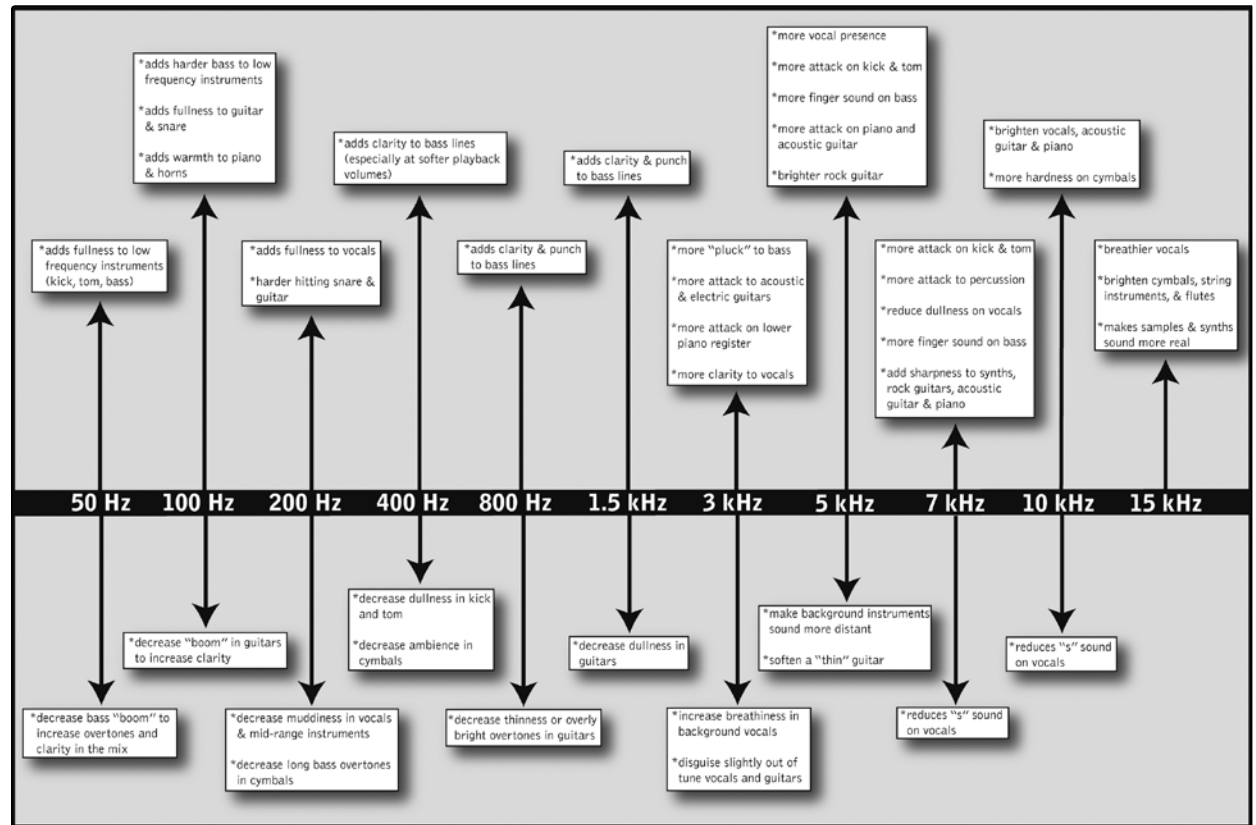 *adds fullness to low
frequency instruments
(kick, tom, bass)
*adds harder bass to low
frequency instruments
*adds fullness to guitar
& snare
*adds warmth to piano
& horns
*adds fullness to vocals
*harder hitting snare &
guitar
*adds clarity to bass lines
(especially at softer playback
volumes)
*adds clarity & punch
to bass lines
*adds clarity & punch
to bass lines
*more "pluck" to bass
*more attack to acoustic
& electric guitars
*more attack on lower
piano register
*more clarity to vocals
*more vocal presence
*more attack on kick & tom
*more finger sound on bass
*more attack on piano and
acoustic guitar
*brighter rock guitar
*more attack on kick & tom
*more attack to percussion
*reduce dullness on vocals
*more finger sound on bass
*add sharpness to synths,
rock guitars, acoustic
guitar & piano
*brighten vocals, acoustic
guitar & piano
*more hardness on cymbals
*breathier vocals
*brighten cymbals, string
instruments, & flutes
*makes samples & synths
sound more real
50 Hz 100 Hz 200 Hz 400 Hz 800 Hz 1.5 kHz 3 kHz 5 kHz 7 kHz 10 kHz 15 kHz
*decrease bass "boom" to
increase overtones and
clarity in the mix
*decrease "boom" in guitars
to increase clarity
*decrease muddiness in vocals
& mid-range instruments
*decrease long bass overtones
in cymbals
*decrease dullness in kick
and tom
*decrease ambience in
cymbals
*decrease thinness or overly
bright overtones in guitars
*decrease dullness in
guitars
*increase breathiness in
background vocals
*disguise slightly out of
tune vocals and guitars
*make background instruments
sound more distant
*soften a "thin" guitar
*reduces "s" sound
on vocals
*reduces "s" sound
on vocals